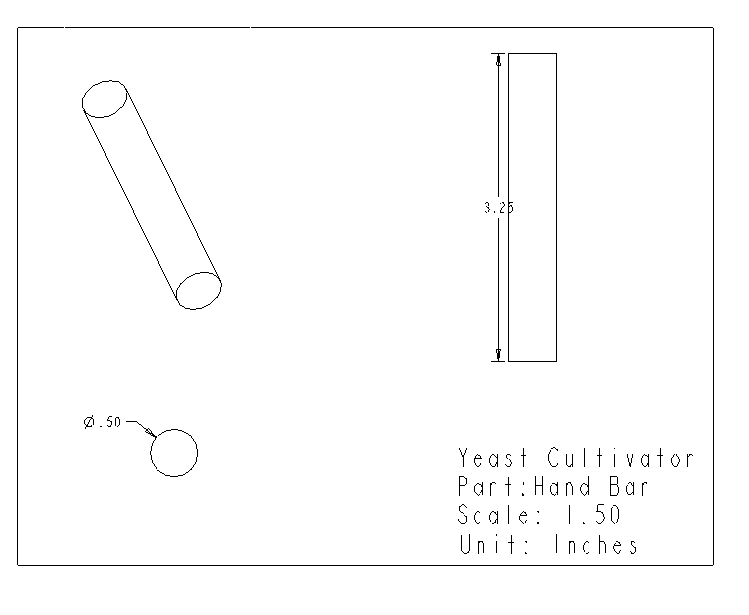 3.25
Ø.50
Yeast Cultivator
Part:Hand Bar
Scale: 1.50
Unit: Inches